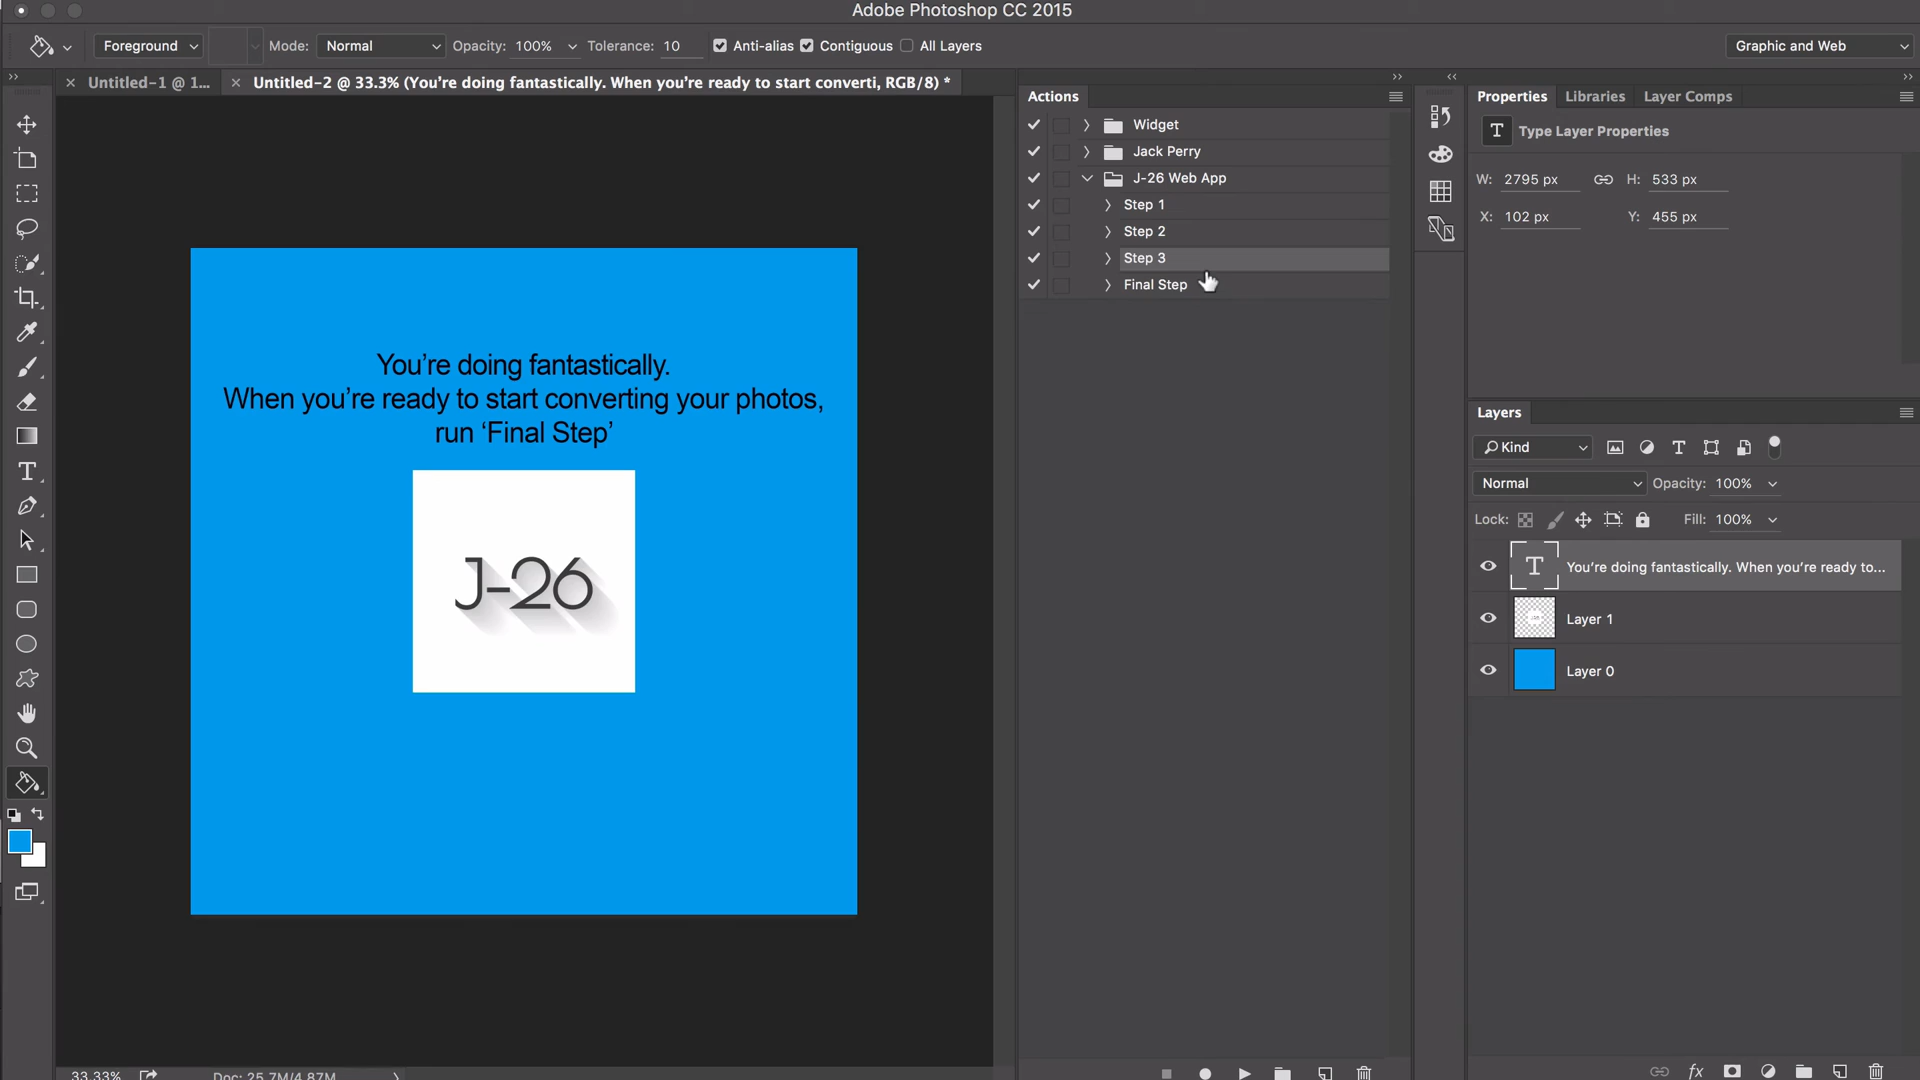 Adobe Photoshop CC 2015
Foreground Mode: Normal Opacity: 100% Tolerance: 10 Anti-alias Contiguous All Layers Graphic and Web
Untitled-1 @ 1... Untitled-2 @ 33.3% (You're doing fantastically. When you're ready to start converti, RGB/8) *
Actions
Widget
Jack Perry
J-26 Web App
Step 1
Step 2
Step 3
Final Step
Properties Libraries Layer Comps
T Type Layer Properties
W: 2795 px H: 533 px
X: 102 px Y: 455 px
You're doing fantastically.
When you're ready to start converting your photos,
run ‘Final Step’
J-26
Layers
Kind
Normal Opacity: 100%
Lock: Fill: 100%
T You're doing fantastically. When you're ready to...
Layer 1
Layer 0
33.33% Doc: 25.7M/4.87M
fx